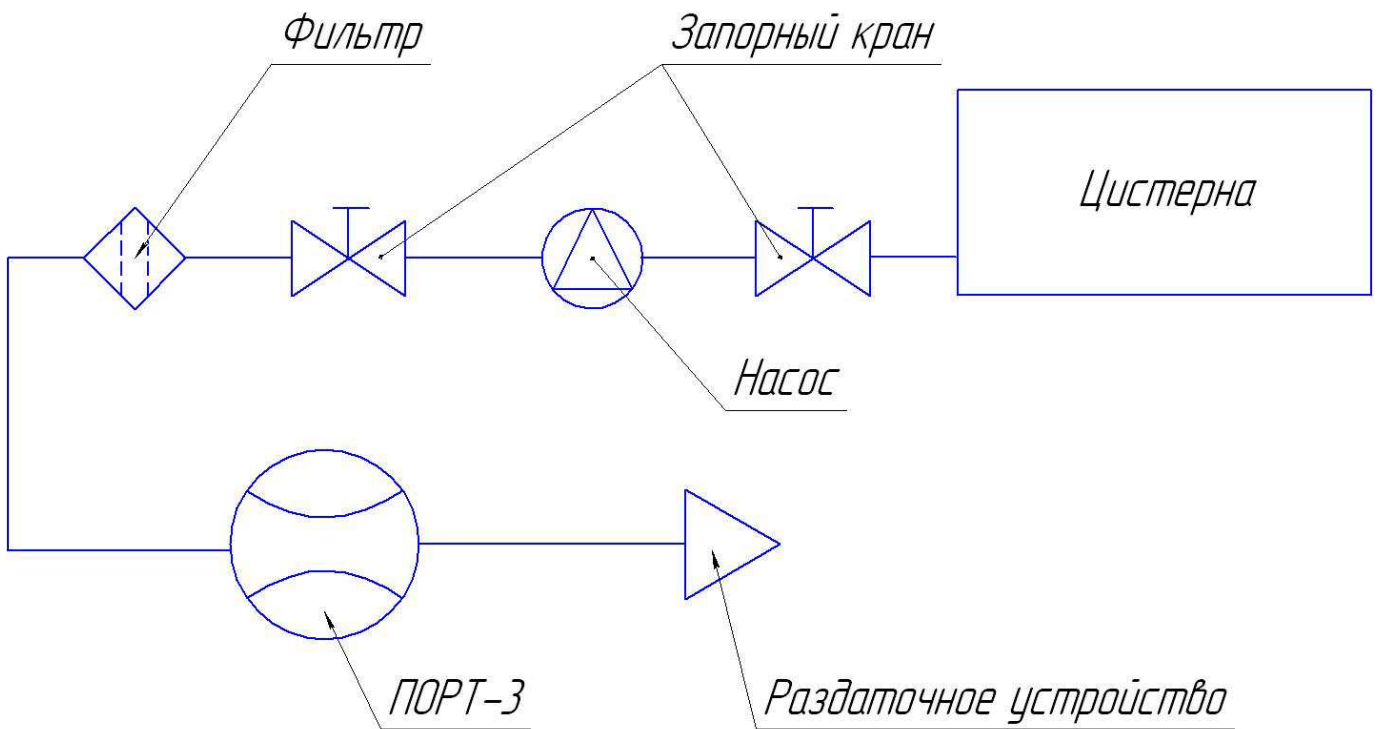 Фильтр
Запорный кран
Цистерна
Насос
ПОРТ-3
Раздаточное устройство